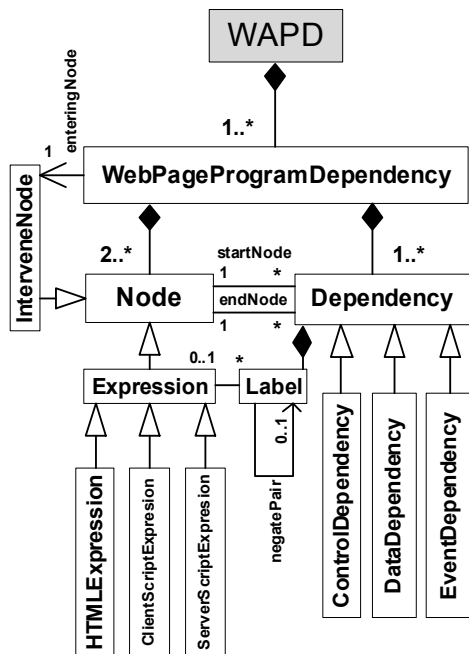 WAPD
enteringNode
1..*
1
WebPageProgramDependency
InterveneNode
2..*
startNode
1..*
1
*
Node
endNode
Dependency
1
*
0..1
*
Expression
Label
0..1
negatePair
HTMLExpression
ClientScriptExpresion
ServerScriptExpresion
ControlDependency
DataDependency
EventDependency